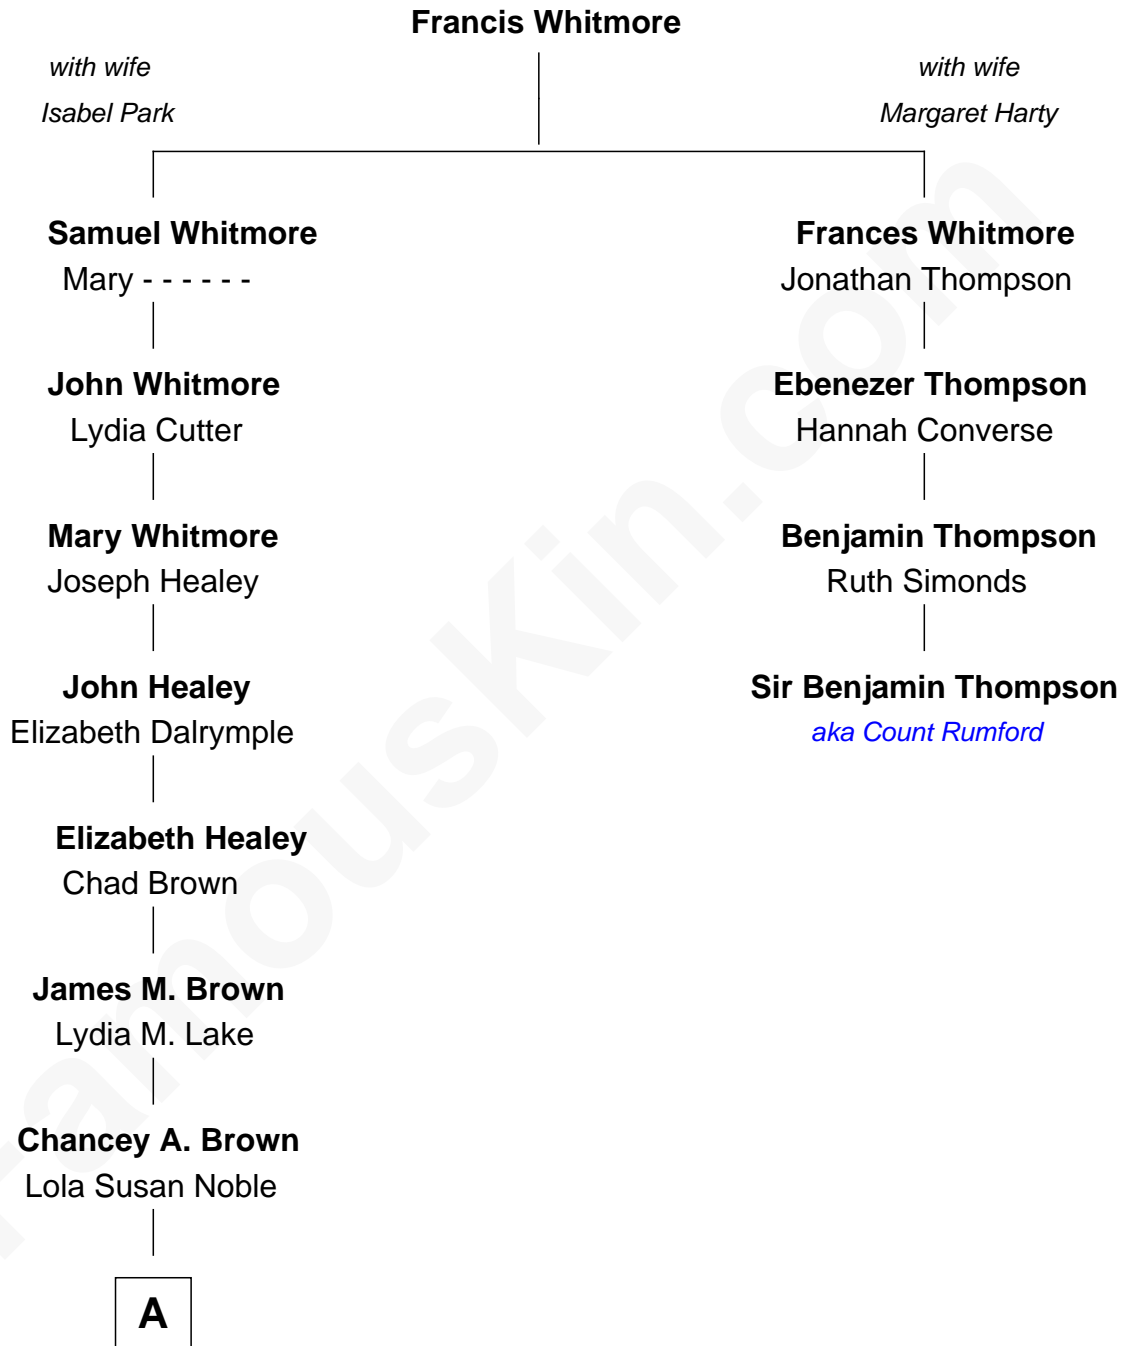 Francis Whitmore
with wife
Isabel Park
with wife
Margaret Harty
Samuel Whitmore
Mary - - - - - -
Frances Whitmore
Jonathan Thompson
John Whitmore
Lydia Cutter
Ebenezer Thompson
Hannah Converse
Mary Whitmore
Joseph Healey
Benjamin Thompson
Ruth Simonds
John Healey
Elizabeth Dalrymple
Sir Benjamin Thompson
aka Count Rumford
Elizabeth Healey
Chad Brown
James M. Brown
Lydia M. Lake
Chancey A. Brown
Lola Susan Noble
A
FamousKin.com